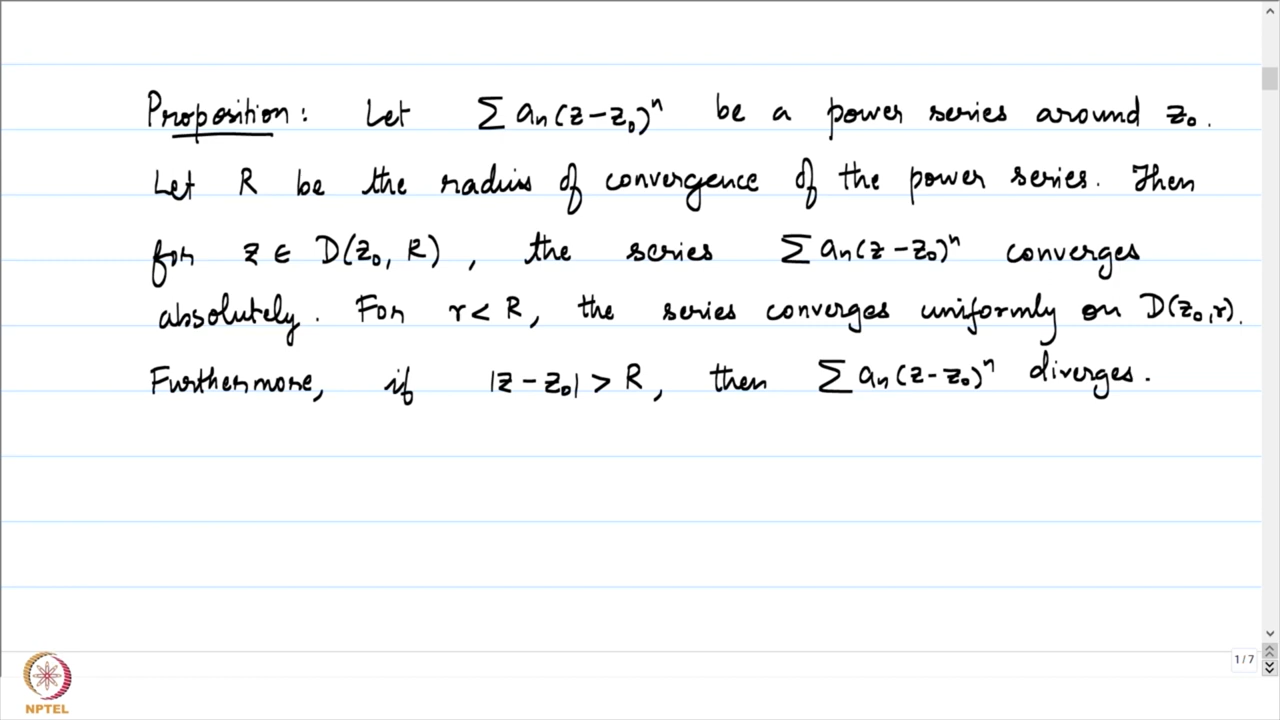 Proposition: Let ∑ aₙ(z−z₀)ⁿ be a power series around z₀.
Let R be the radius of convergence of the power series. Then
for z ∈ D(z₀, R), the series ∑ aₙ(z−z₀)ⁿ converges
absolutely. For r < R, the series converges uniformly on D(z₀,r).
Furthermore, if |z − z₀| > R, then ∑ aₙ(z−z₀)ⁿ diverges.
1/7
NPTEL